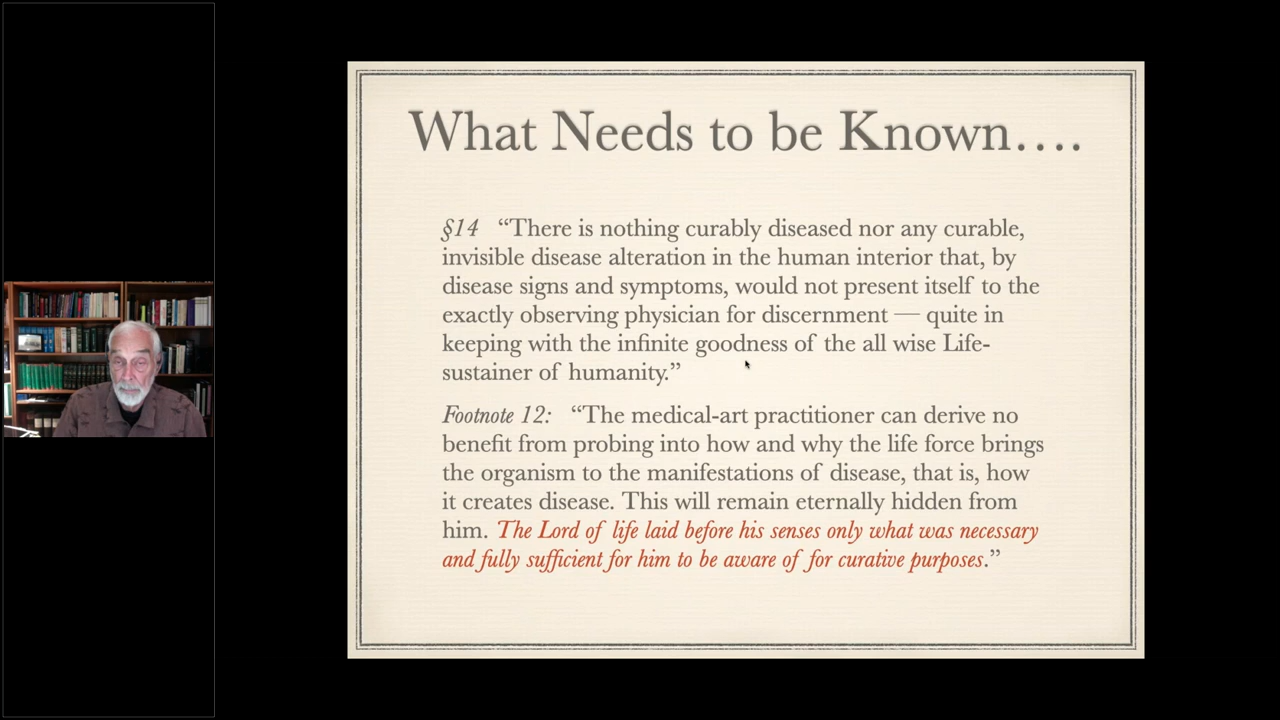 What Needs to be Known....
§14 “There is nothing curably diseased nor any curable,
invisible disease alteration in the human interior that, by
disease signs and symptoms, would not present itself to the
exactly observing physician for discernment — quite in
keeping with the infinite goodness of the all wise Life-
sustainer of humanity.”
Footnote 12: “The medical-art practitioner can derive no
benefit from probing into how and why the life force brings
the organism to the manifestations of disease, that is, how
it creates disease. This will remain eternally hidden from
him. The Lord of life laid before his senses only what was necessary
and fully sufficient for him to be aware of for curative purposes.”